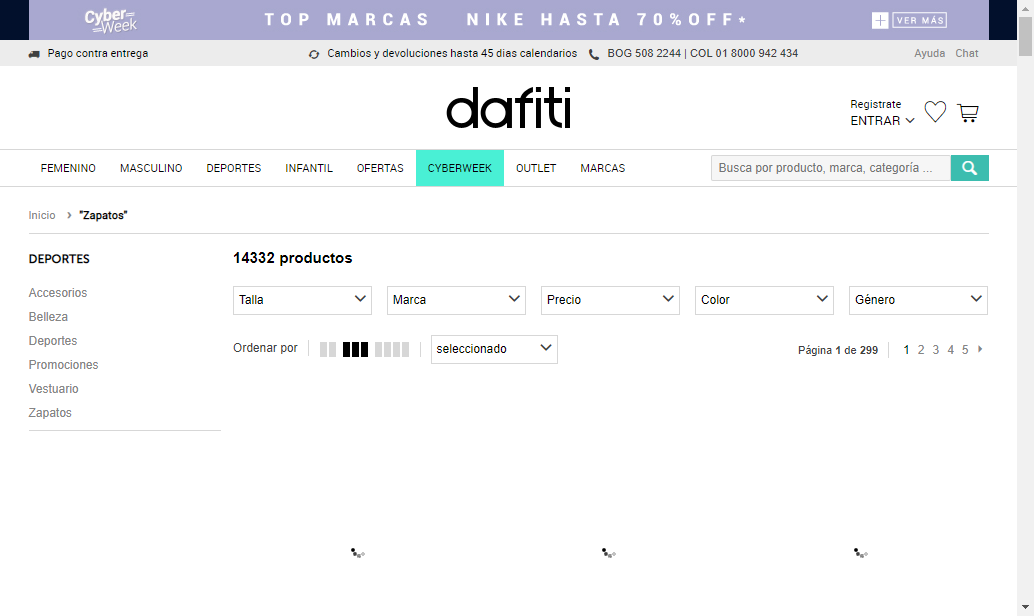 Cyber Week
TOP MARCAS NIKE HASTA 70%OFF*
VER MÁS
Pago contra entrega
Cambios y devoluciones hasta 45 dias calendarios
BOG 508 2244 | COL 01 8000 942 434
Ayuda Chat
dafiti
Registrate
ENTRAR
FEMENINO MASCULINO DEPORTES INFANTIL OFERTAS CYBERWEEK OUTLET MARCAS
Busca por producto, marca, categoría ...
Inicio > "Zapatos"
DEPORTES
Accesorios
Belleza
Deportes
Promociones
Vestuario
Zapatos
14332 productos
Talla Marca Precio Color Género
Ordenar por seleccionado
Página 1 de 299 1 2 3 4 5